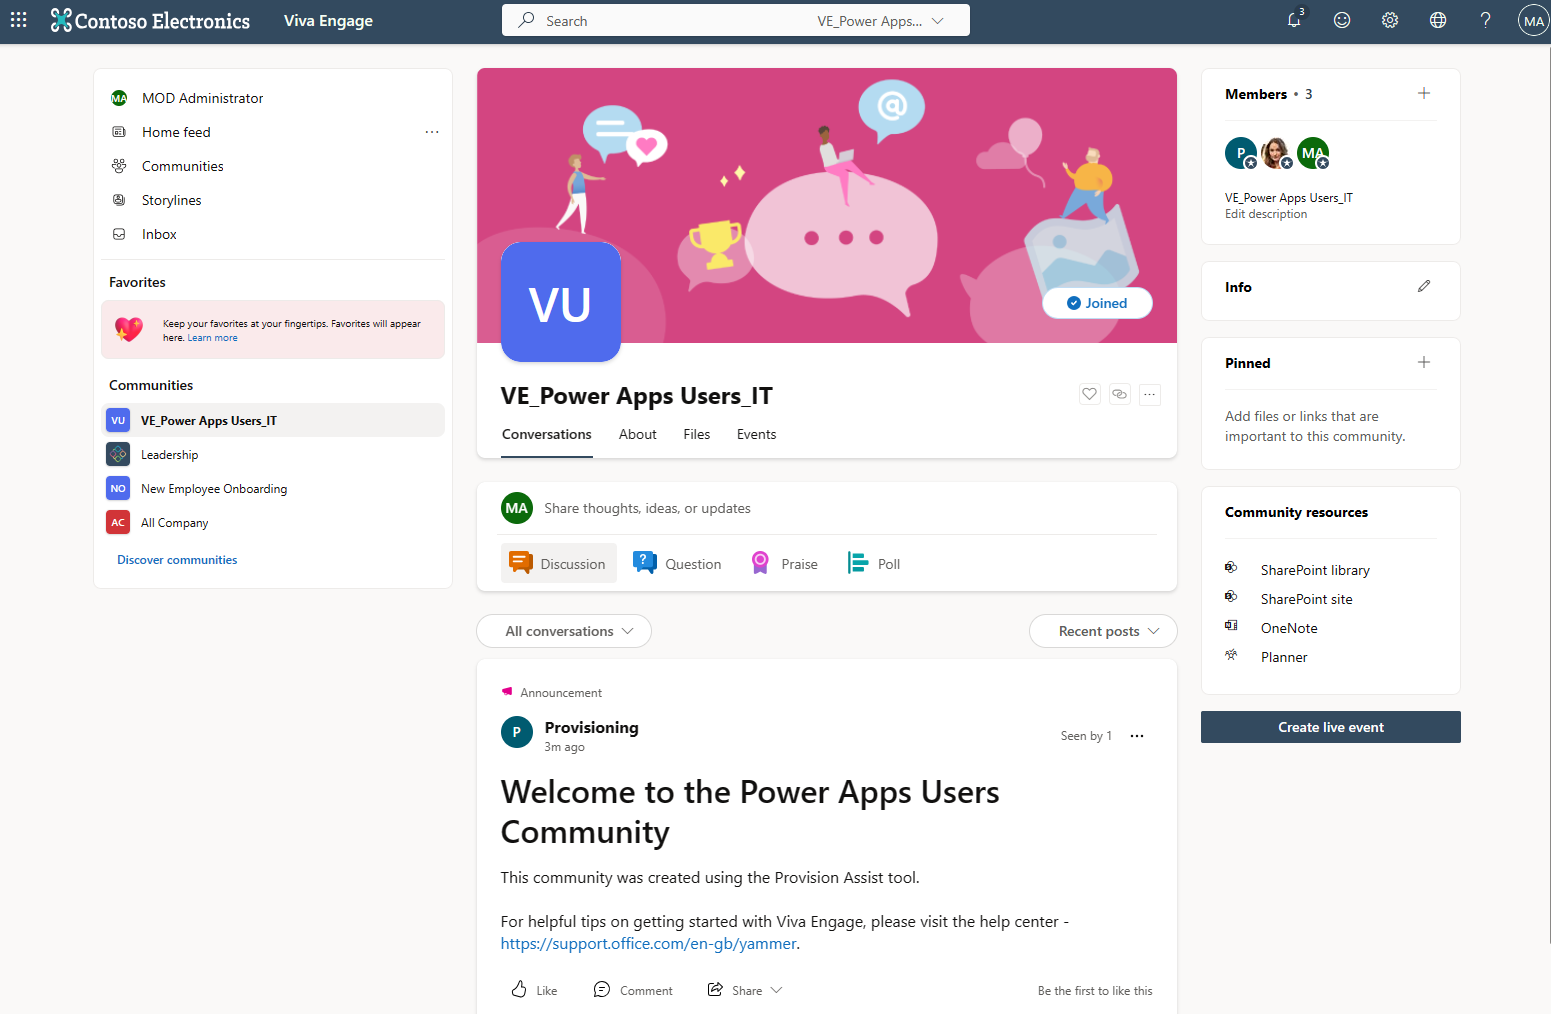 Contoso Electronics
Viva Engage
Search
VE_Power Apps...
3
MA
MA
MOD Administrator
Home feed
Communities
Storylines
Inbox
Favorites
Keep your favorites at your fingertips. Favorites will appear
here. Learn more
Communities
VU
VE_Power Apps Users_IT
Leadership
NO
New Employee Onboarding
AC
All Company
Discover communities
@
VU
Joined
VE_Power Apps Users_IT
Conversations
About
Files
Events
MA
Share thoughts, ideas, or updates
Discussion
?
Question
Praise
Poll
All conversations
Recent posts
Announcement
P
Provisioning
3m ago
Seen by 1
Welcome to the Power Apps Users
Community
This community was created using the Provision Assist tool.
For helpful tips on getting started with Viva Engage, please visit the help center -
https://support.office.com/en-gb/yammer.
Like
Comment
Share
Be the first to like this
Members • 3
P
MA
VE_Power Apps Users_IT
Edit description
Info
Pinned
Add files or links that are
important to this community.
Community resources
SharePoint library
SharePoint site
OneNote
Planner
Create live event